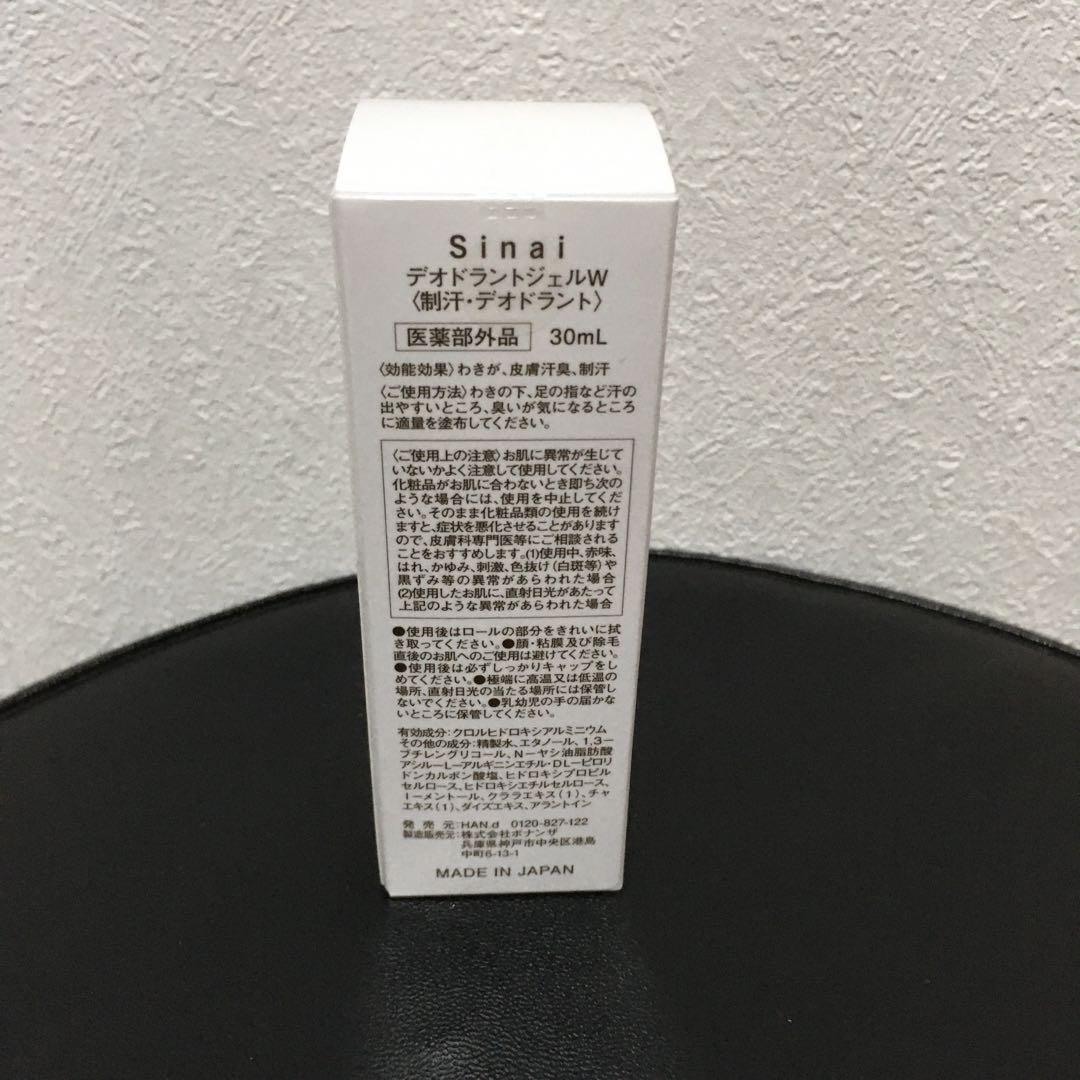 Sinai
デオドラントジェルW
〈制汗・デオドラント〉
医薬部外品 30mL
〈効能効果〉わきが、皮膚汗臭、制汗
〈ご使用方法〉わきの下、足の指など汗の
出やすいところ、臭いが気になるところ
に適量を塗布してください。
〈ご使用上の注意〉お肌に異常が生じて
いないかよく注意して使用してください。
化粧品がお肌に合わないとき即ち次の
ような場合には、使用を中止してくだ
さい。そのまま化粧品類の使用を続け
ますと、症状を悪化させることがあります
ので、皮膚科専門医等にご相談される
ことをおすすめします。(1)使用中、赤味、
はれ、かゆみ、刺激、色抜け(白斑等)や
黒ずみ等の異常があらわれた場合
(2)使用したお肌に、直射日光があたって
上記のような異常があらわれた場合
●使用後はロールの部分をきれいに拭
き取ってください。●顔・粘膜及び除毛
直後のお肌へのご使用は避けてください。
●使用後は必ずしっかりキャップをし
めてください。●極端に高温又は低温の
場所、直射日光の当たる場所には保管し
ないでください。●乳幼児の手の届かな
いところに保管してください。
有効成分:クロルヒドロキシアルミニウム
その他の成分:精製水、エタノール、1,3ー
ブチレングリコール、Nーヤシ油脂肪酸
アシルーLーアルギニンエチル・DLーピロリ
ドンカルボン酸塩、ヒドロキシプロピル
セルロース、ヒドロキシエチルセルロース、
lーメントール、クララエキス(1)、チャ
エキス(1)、ダイズエキス、アラントイン
発売元:HAN.d 0120-827-122
製造販売元:株式会社ボナンザ
兵庫県神戸市中央区港島
中町6-13-1
MADE IN JAPAN